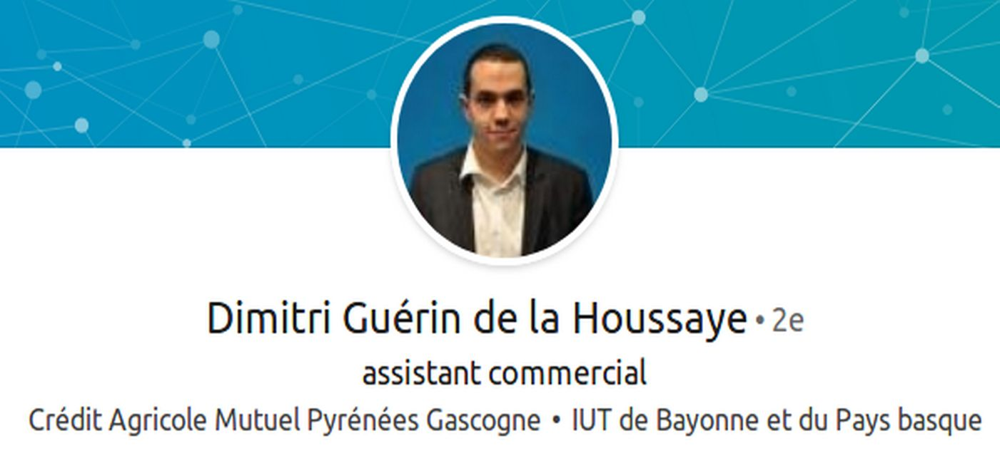 Dimitri Guérin de la Houssaye • 2e
assistant commercial
Crédit Agricole Mutuel Pyrénées Gascogne • IUT de Bayonne et du Pays basque